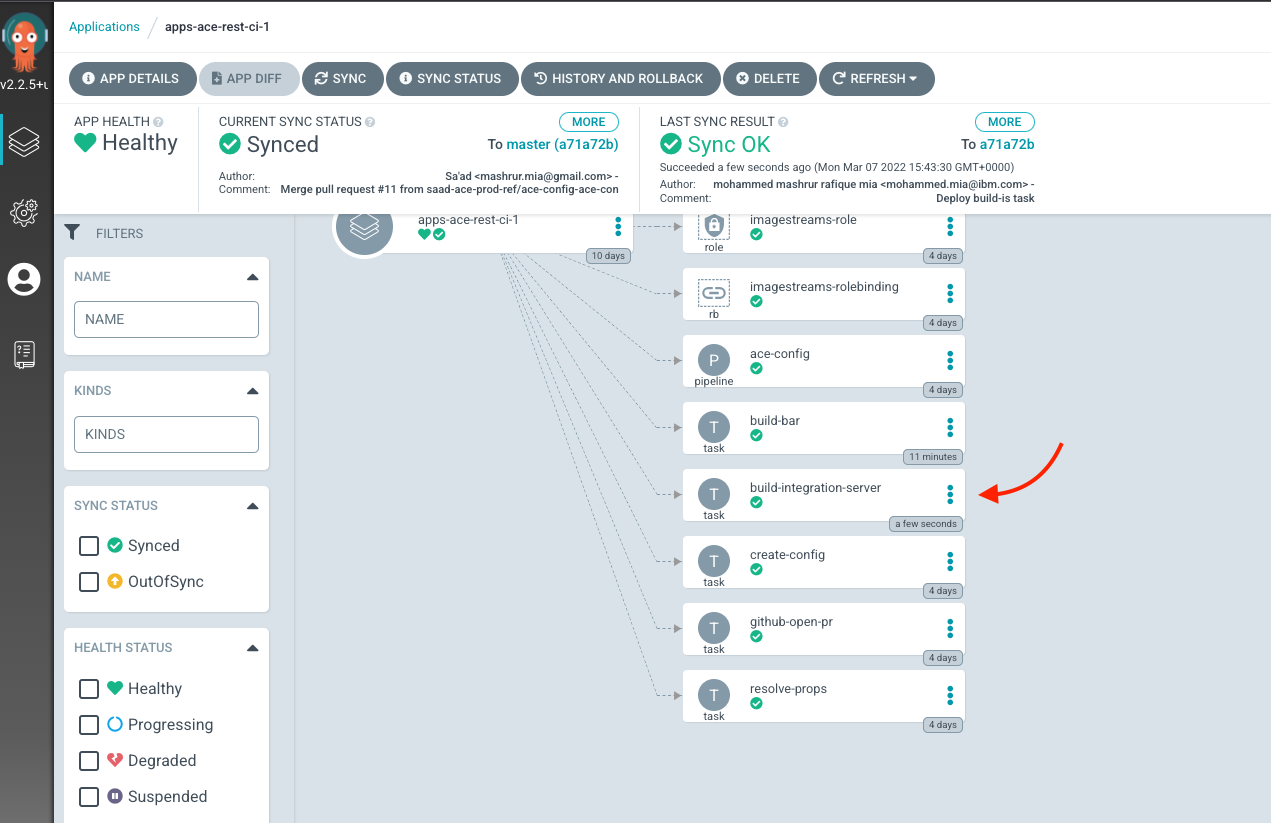 Applications / apps-ace-rest-ci-1
v2.2.5+u
APP DETAILS APP DIFF SYNC SYNC STATUS HISTORY AND ROLLBACK DELETE REFRESH
APP HEALTH
Healthy
CURRENT SYNC STATUS MORE
Synced To master (a71a72b)
Author: Sa'ad <mashrur.mia@gmail.com> -
Comment: Merge pull request #11 from saad-ace-prod-ref/ace-config-ace-con
LAST SYNC RESULT MORE
Sync OK To a71a72b
Succeeded a few seconds ago (Mon Mar 07 2022 15:43:30 GMT+0000)
Author: mohammed mashrur rafique mia <mohammed.mia@ibm.com> -
Comment: Deploy build-is task
FILTERS
NAME
NAME
KINDS
KINDS
SYNC STATUS
Synced
OutOfSync
HEALTH STATUS
Healthy
Progressing
Degraded
Suspended
apps-ace-rest-ci-1
10 days
imagestreams-role
role
4 days
imagestreams-rolebinding
rb
4 days
ace-config
P
pipeline
4 days
build-bar
T
task
11 minutes
build-integration-server
T
task
a few seconds
create-config
T
task
4 days
github-open-pr
T
task
4 days
resolve-props
T
task
4 days